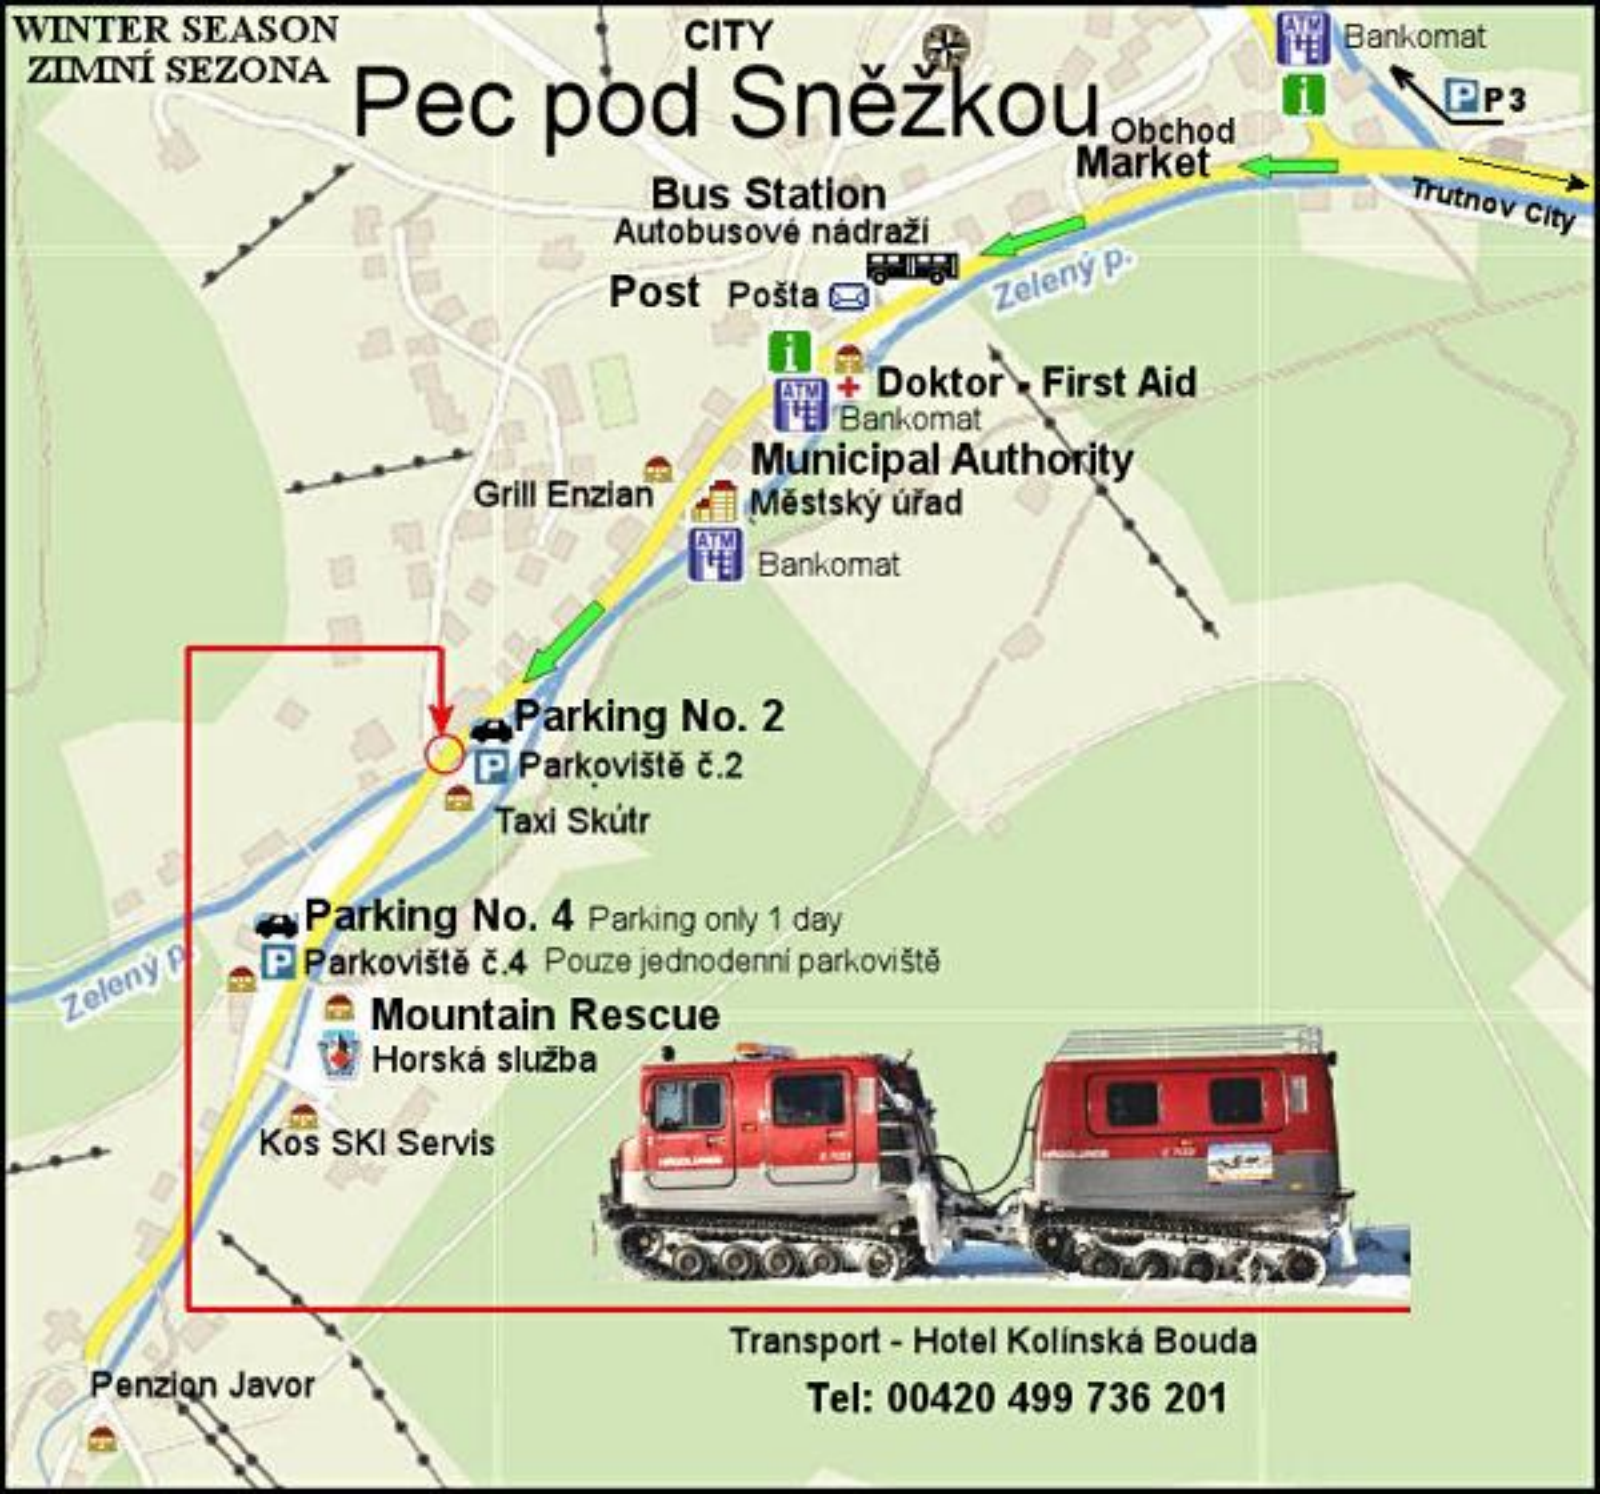 WINTER SEASON
ZIMNÍ SEZONA
CITY
Pec pod Sněžkou
ATM
Bankomat
i
P P3
Obchod
Market
Trutnov City
Bus Station
Autobusové nádraží
Zelený p.
Post Pošta
i
Doktor - First Aid
ATM
Bankomat
Municipal Authority
Městský úřad
Grill Enzian
ATM
Bankomat
Parking No. 2
P Parkoviště č.2
Taxi Skútr
Parking No. 4 Parking only 1 day
P Parkoviště č.4 Pouze jednodenní parkoviště
Zelený p.
Mountain Rescue
Horská služba
Kos SKI Servis
Transport - Hotel Kolínská Bouda
Tel: 00420 499 736 201
Penzion Javor